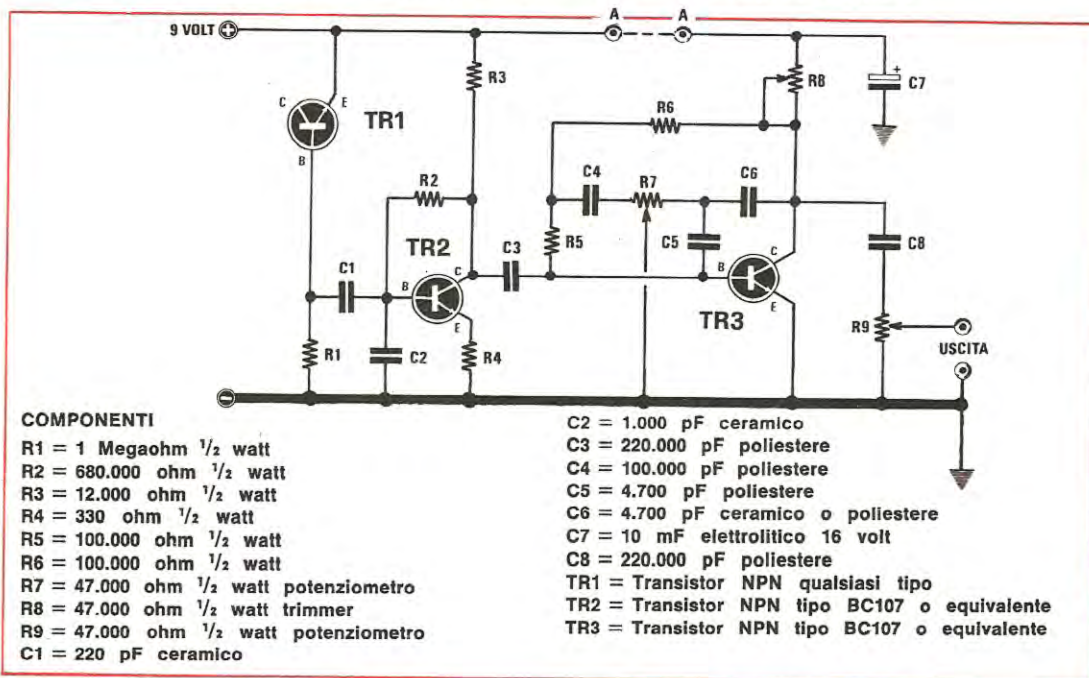 A A
9 VOLT +
R3
R8
+
C7
C E
TR1
R6
B
C4 R7 C6
R2
C8
TR2
C3
R5
C5
C
C1
C
B
B
TR3
E
E
R9
R1
C2
R4
USCITA
-
COMPONENTI
R1 = 1 Megaohm 1/2 watt
R2 = 680.000 ohm 1/2 watt
R3 = 12.000 ohm 1/2 watt
R4 = 330 ohm 1/2 watt
R5 = 100.000 ohm 1/2 watt
R6 = 100.000 ohm 1/2 watt
R7 = 47.000 ohm 1/2 watt potenziometro
R8 = 47.000 ohm 1/2 watt trimmer
R9 = 47.000 ohm 1/2 watt potenziometro
C1 = 220 pF ceramico
C2 = 1.000 pF ceramico
C3 = 220.000 pF poliestere
C4 = 100.000 pF poliestere
C5 = 4.700 pF poliestere
C6 = 4.700 pF ceramico o poliestere
C7 = 10 mF elettrolitico 16 volt
C8 = 220.000 pF poliestere
TR1 = Transistor NPN qualsiasi tipo
TR2 = Transistor NPN tipo BC107 o equivalente
TR3 = Transistor NPN tipo BC107 o equivalente